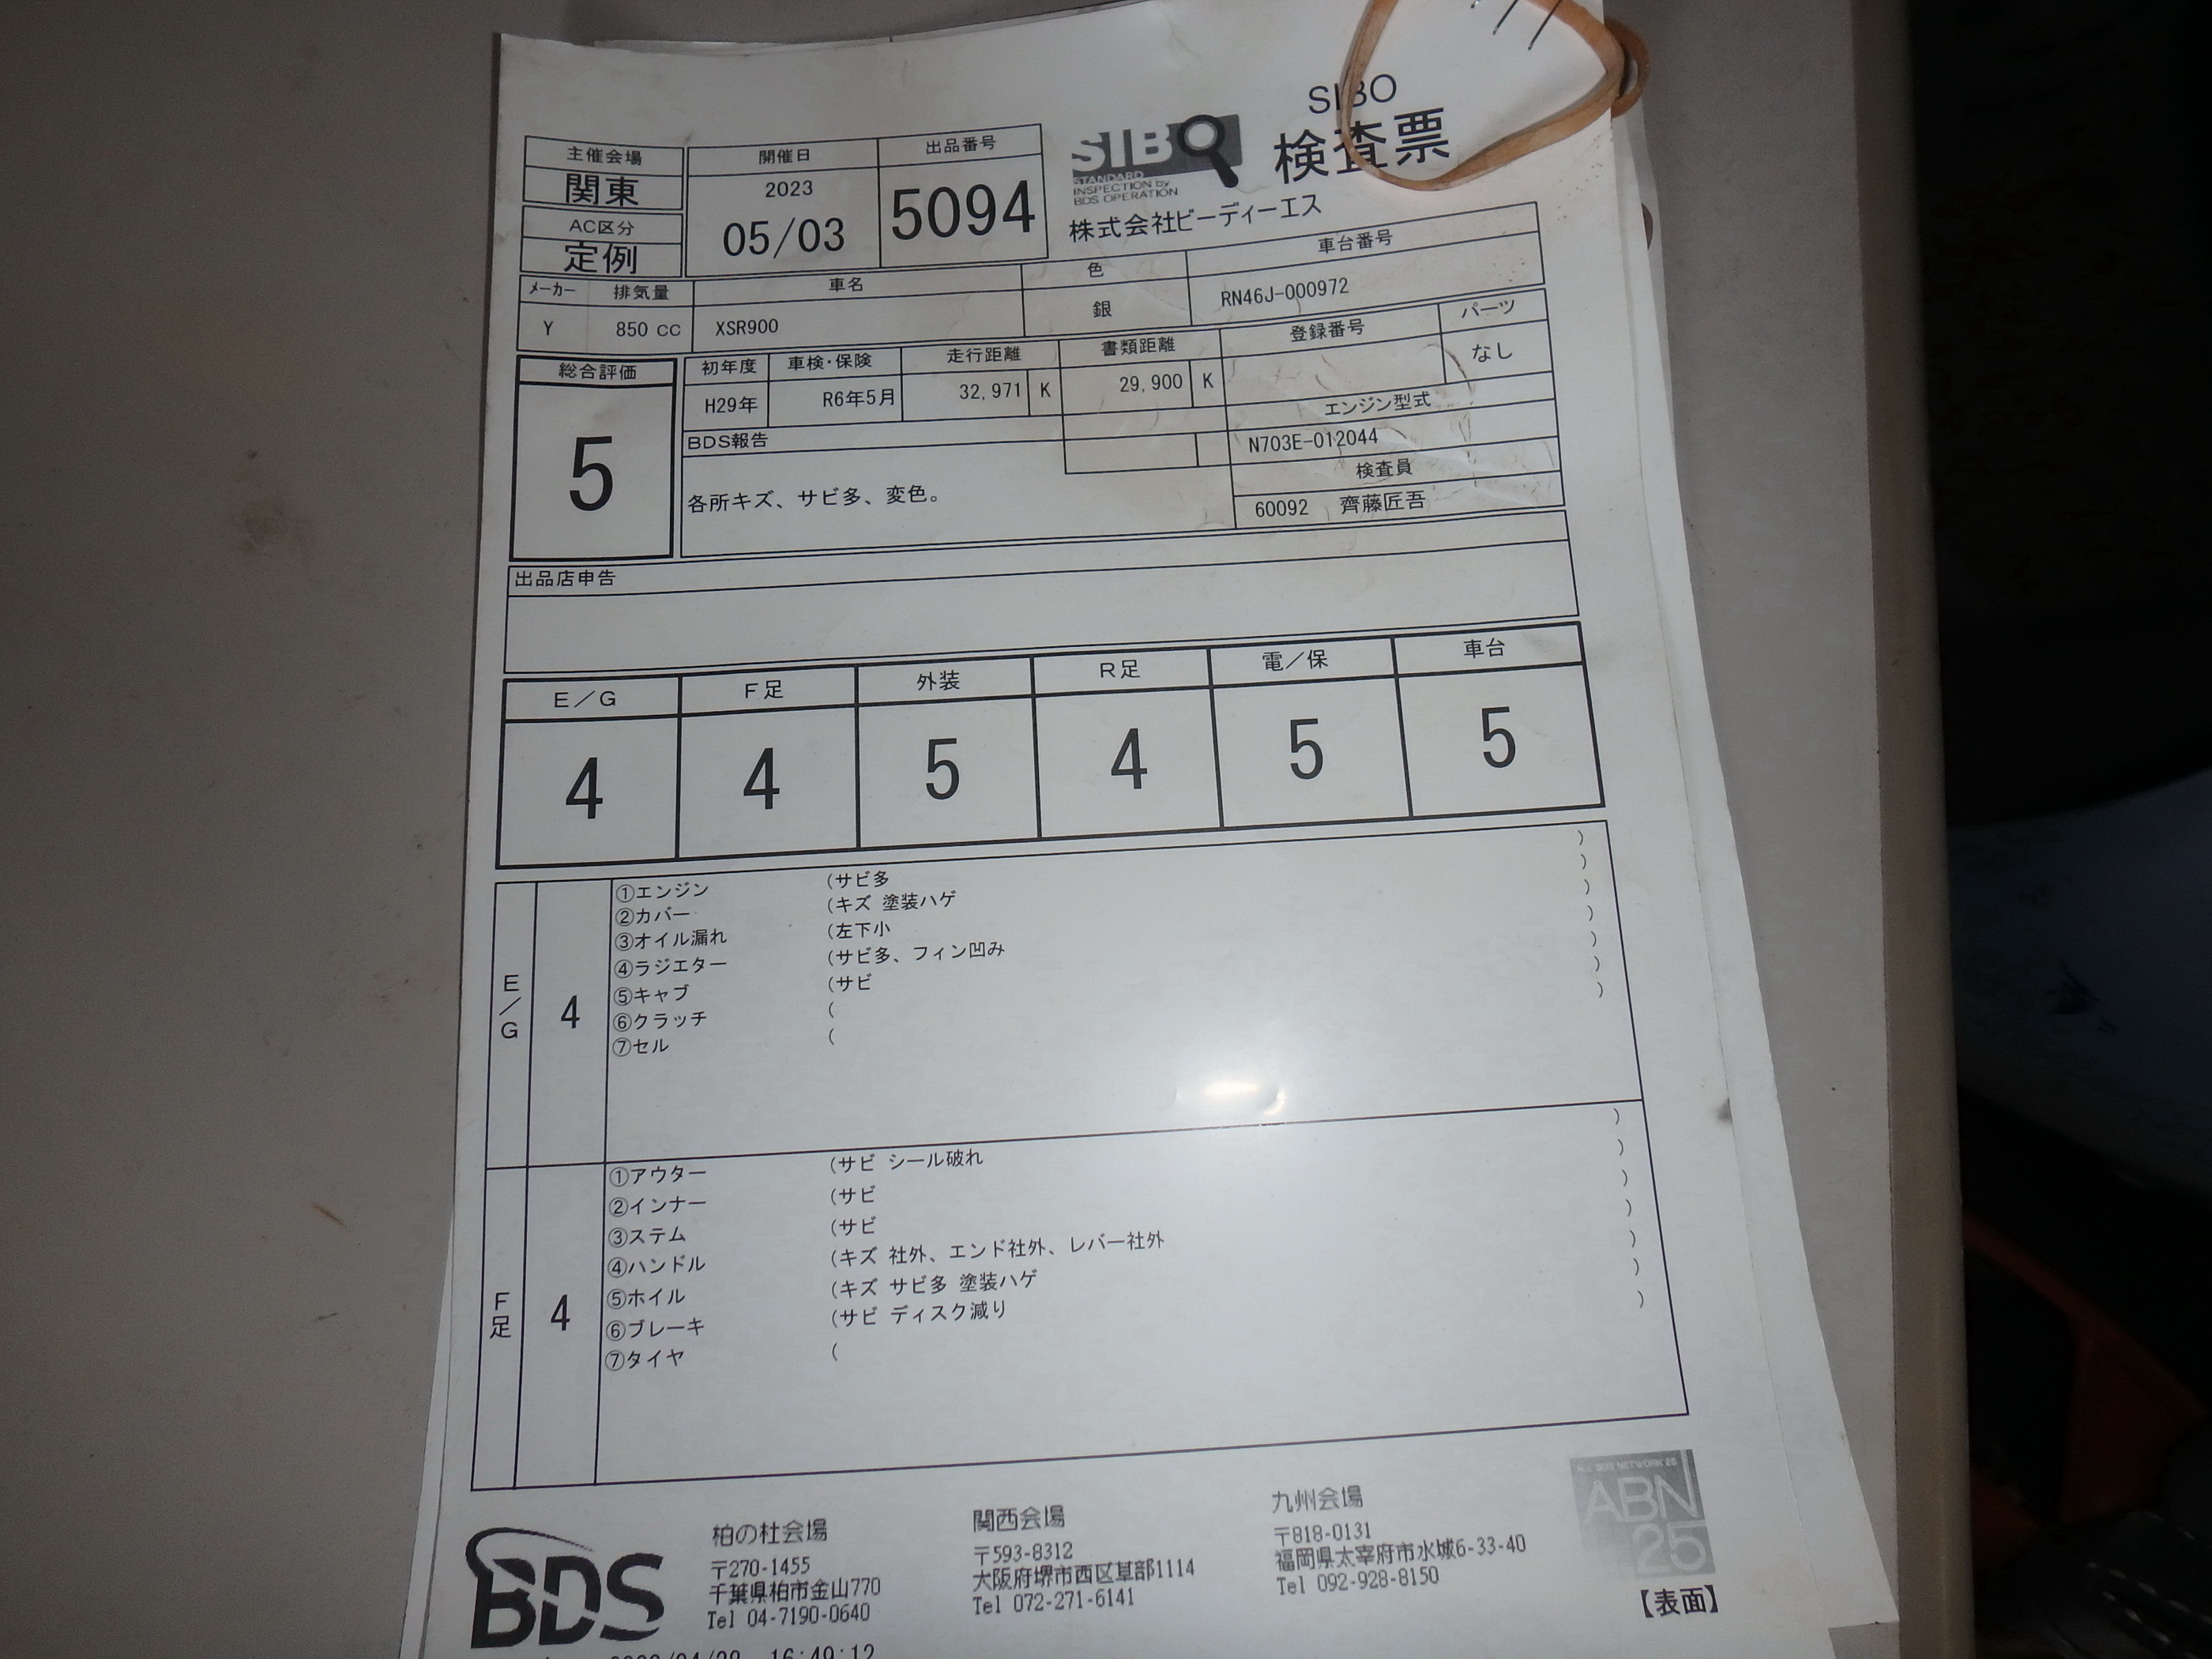 SIBO
検査票
SIBO
STANDARD
INSPECTION by
BDS OPERATION
株式会社ビーディーエス
主催会場
関東
AC区分
定例
開催日
2023
05/03
出品番号
5094
メーカー 排気量 車名 色 車台番号
Y 850 CC XSR900 銀 RN46J-000972
総合評価
5
初年度 車検・保険 走行距離 書類距離 登録番号 パーツ
H29年 R6年5月 32,971 K 29,900 K なし
エンジン型式
N703E-012044
検査員
60092 齊藤匠吾
BDS報告
各所キズ、サビ多、変色。
出品店申告
E/G F足 外装 R足 電/保 車台
4 4 5 4 5 5
E/G
4
①エンジン (サビ多 )
②カバー (キズ 塗装ハゲ )
③オイル漏れ (左下小 )
④ラジエター (サビ多、フィン凹み )
⑤キャブ (サビ )
⑥クラッチ ( )
⑦セル ( )
F足
4
①アウター (サビ シール破れ )
②インナー (サビ )
③ステム (サビ )
④ハンドル (キズ 社外、エンド社外、レバー社外 )
⑤ホイル (キズ サビ多 塗装ハゲ )
⑥ブレーキ (サビ ディスク減り )
⑦タイヤ ( )
BDS
柏の杜会場
〒270-1455
千葉県柏市金山770
Tel 04-7190-0640
関西会場
〒593-8312
大阪府堺市西区草部1114
Tel 072-271-6141
九州会場
〒818-0131
福岡県太宰府市水城6-33-40
Tel 092-928-8150
ABN
25
【表面】
16:49:12